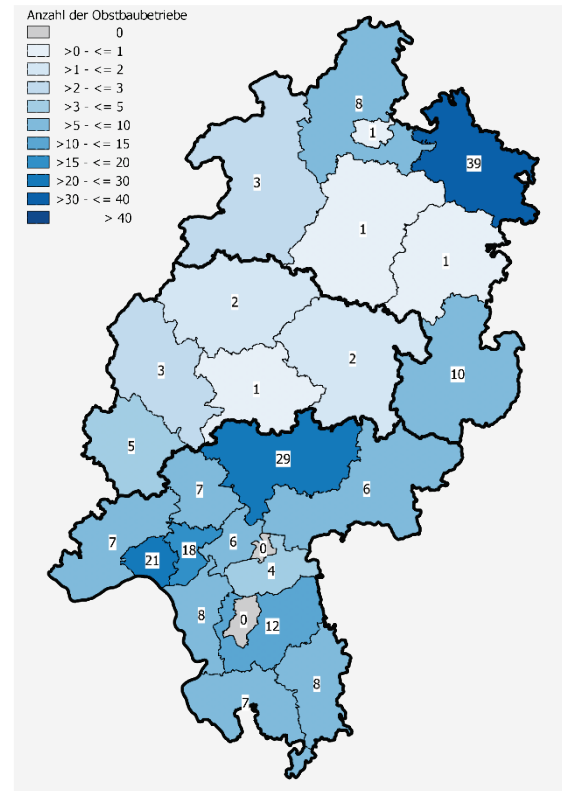 Anzahl der Obstbaubetriebe
0
>0 - <= 1
>1 - <= 2
>2 - <= 3
>3 - <= 5
>5 - <= 10
>10 - <= 15
>15 - <= 20
>20 - <= 30
>30 - <= 40
> 40
8
1
39
3
1
1
2
2
3
1
10
5
29
7
6
7
6
0
18
21
4
8
0
12
8
7